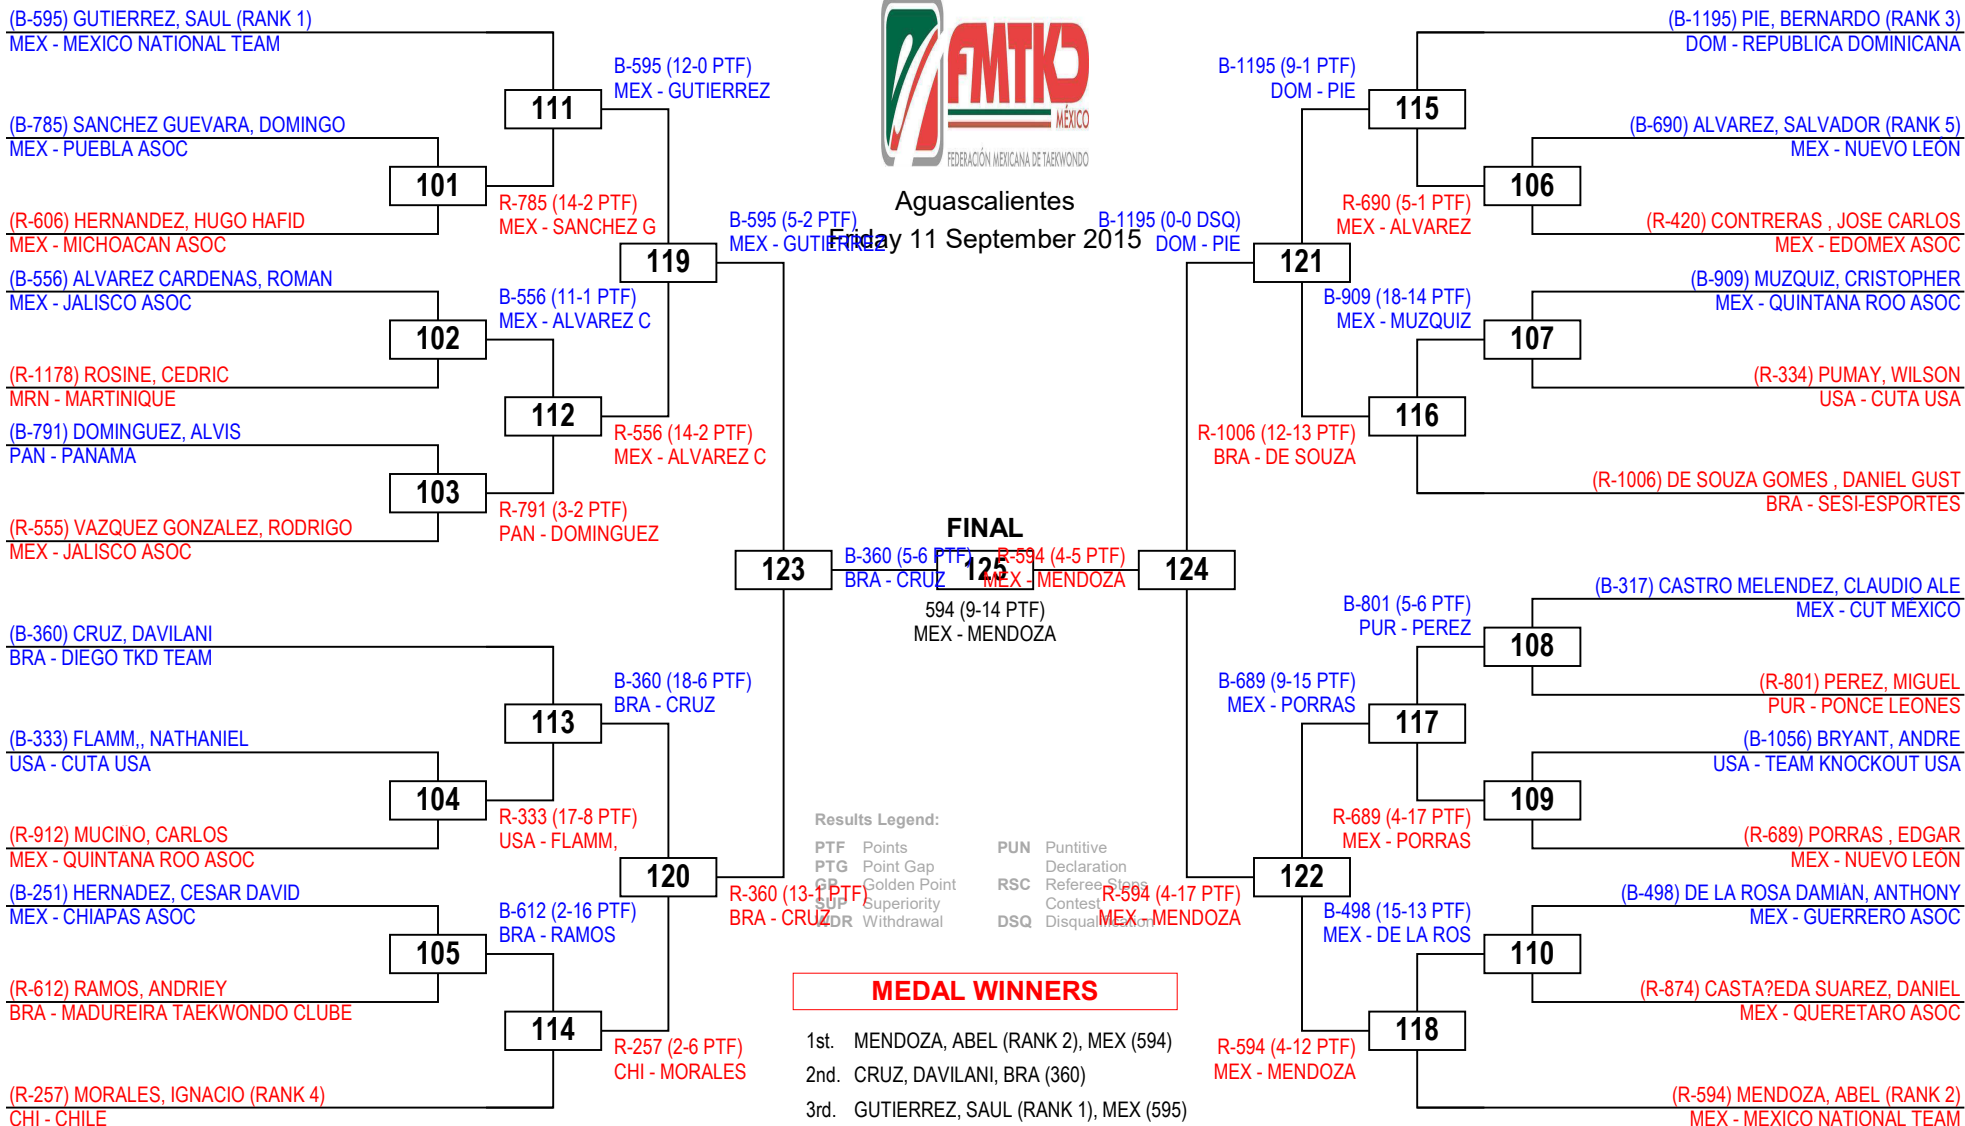 (B-595) GUTIERREZ, SAUL (RANK 1)
MEX - MEXICO NATIONAL TEAM
(B-785) SANCHEZ GUEVARA, DOMINGO
MEX - PUEBLA ASOC
(R-606) HERNANDEZ, HUGO HAFID
MEX - MICHOACAN ASOC
(B-556) ALVAREZ CARDENAS, ROMAN
MEX - JALISCO ASOC
(R-1178) ROSINE, CEDRIC
MRN - MARTINIQUE
(B-791) DOMINGUEZ, ALVIS
PAN - PANAMA
(R-555) VAZQUEZ GONZALEZ, RODRIGO
MEX - JALISCO ASOC
(B-360) CRUZ, DAVILANI
BRA - DIEGO TKD TEAM
(B-333) FLAMM,, NATHANIEL
USA - CUTA USA
(R-912) MUCINO, CARLOS
MEX - QUINTANA ROO ASOC
(B-251) HERNADEZ, CESAR DAVID
MEX - CHIAPAS ASOC
(R-612) RAMOS, ANDRIEY
BRA - MADUREIRA TAEKWONDO CLUBE
(R-257) MORALES, IGNACIO (RANK 4)
CHI - CHILE
101
102
103
104
105
R-785 (14-2 PTF)
MEX - SANCHEZ G
B-556 (11-1 PTF)
MEX - ALVAREZ C
R-791 (3-2 PTF)
PAN - DOMINGUEZ
R-333 (17-8 PTF)
USA - FLAMM,
B-612 (2-16 PTF)
BRA - RAMOS
111
112
113
114
B-595 (12-0 PTF)
MEX - GUTIERREZ
R-556 (14-2 PTF)
MEX - ALVAREZ C
B-360 (18-6 PTF)
BRA - CRUZ
R-257 (2-6 PTF)
CHI - MORALES
119
120
B-595 (5-2 PTF)
MEX - GUTIERREZ
R-360 (13-1 PTF)
BRA - CRUZ
123
B-360 (5-6 PTF)
BRA - CRUZ
FMTKD
MÉXICO
FEDERACIÓN MEXICANA DE TAEKWONDO
Aguascalientes
Friday 11 September 2015
FINAL
125
594 (9-14 PTF)
MEX - MENDOZA
R-594 (4-5 PTF)
MEX - MENDOZA
124
B-1195 (0-0 DSQ)
DOM - PIE
R-594 (4-17 PTF)
MEX - MENDOZA
121
122
B-1195 (9-1 PTF)
DOM - PIE
R-1006 (12-13 PTF)
BRA - DE SOUZA
B-689 (9-15 PTF)
MEX - PORRAS
R-594 (4-12 PTF)
MEX - MENDOZA
115
116
117
118
R-690 (5-1 PTF)
MEX - ALVAREZ
B-909 (18-14 PTF)
MEX - MUZQUIZ
B-801 (5-6 PTF)
PUR - PEREZ
R-689 (4-17 PTF)
MEX - PORRAS
B-498 (15-13 PTF)
MEX - DE LA ROS
106
107
108
109
110
(B-1195) PIE, BERNARDO (RANK 3)
DOM - REPUBLICA DOMINICANA
(B-690) ALVAREZ, SALVADOR (RANK 5)
MEX - NUEVO LEÓN
(R-420) CONTRERAS , JOSE CARLOS
MEX - EDOMEX ASOC
(B-909) MUZQUIZ, CRISTOPHER
MEX - QUINTANA ROO ASOC
(R-334) PUMAY, WILSON
USA - CUTA USA
(R-1006) DE SOUZA GOMES , DANIEL GUST
BRA - SESI-ESPORTES
(B-317) CASTRO MELENDEZ, CLAUDIO ALE
MEX - CUT MÉXICO
(R-801) PEREZ, MIGUEL
PUR - PONCE LEONES
(B-1056) BRYANT, ANDRE
USA - TEAM KNOCKOUT USA
(R-689) PORRAS , EDGAR
MEX - NUEVO LEÓN
(B-498) DE LA ROSA DAMIAN, ANTHONY
MEX - GUERRERO ASOC
(R-874) CASTA?EDA SUAREZ, DANIEL
MEX - QUERETARO ASOC
(R-594) MENDOZA, ABEL (RANK 2)
MEX - MEXICO NATIONAL TEAM
Results Legend:
PTF Points
PTG Point Gap
GP Golden Point
SUP Superiority
WDR Withdrawal
PUN Puntitive
Declaration
RSC Referee Stops
Contest
DSQ Disqualification
MEDAL WINNERS
1st. MENDOZA, ABEL (RANK 2), MEX (594)
2nd. CRUZ, DAVILANI, BRA (360)
3rd. GUTIERREZ, SAUL (RANK 1), MEX (595)